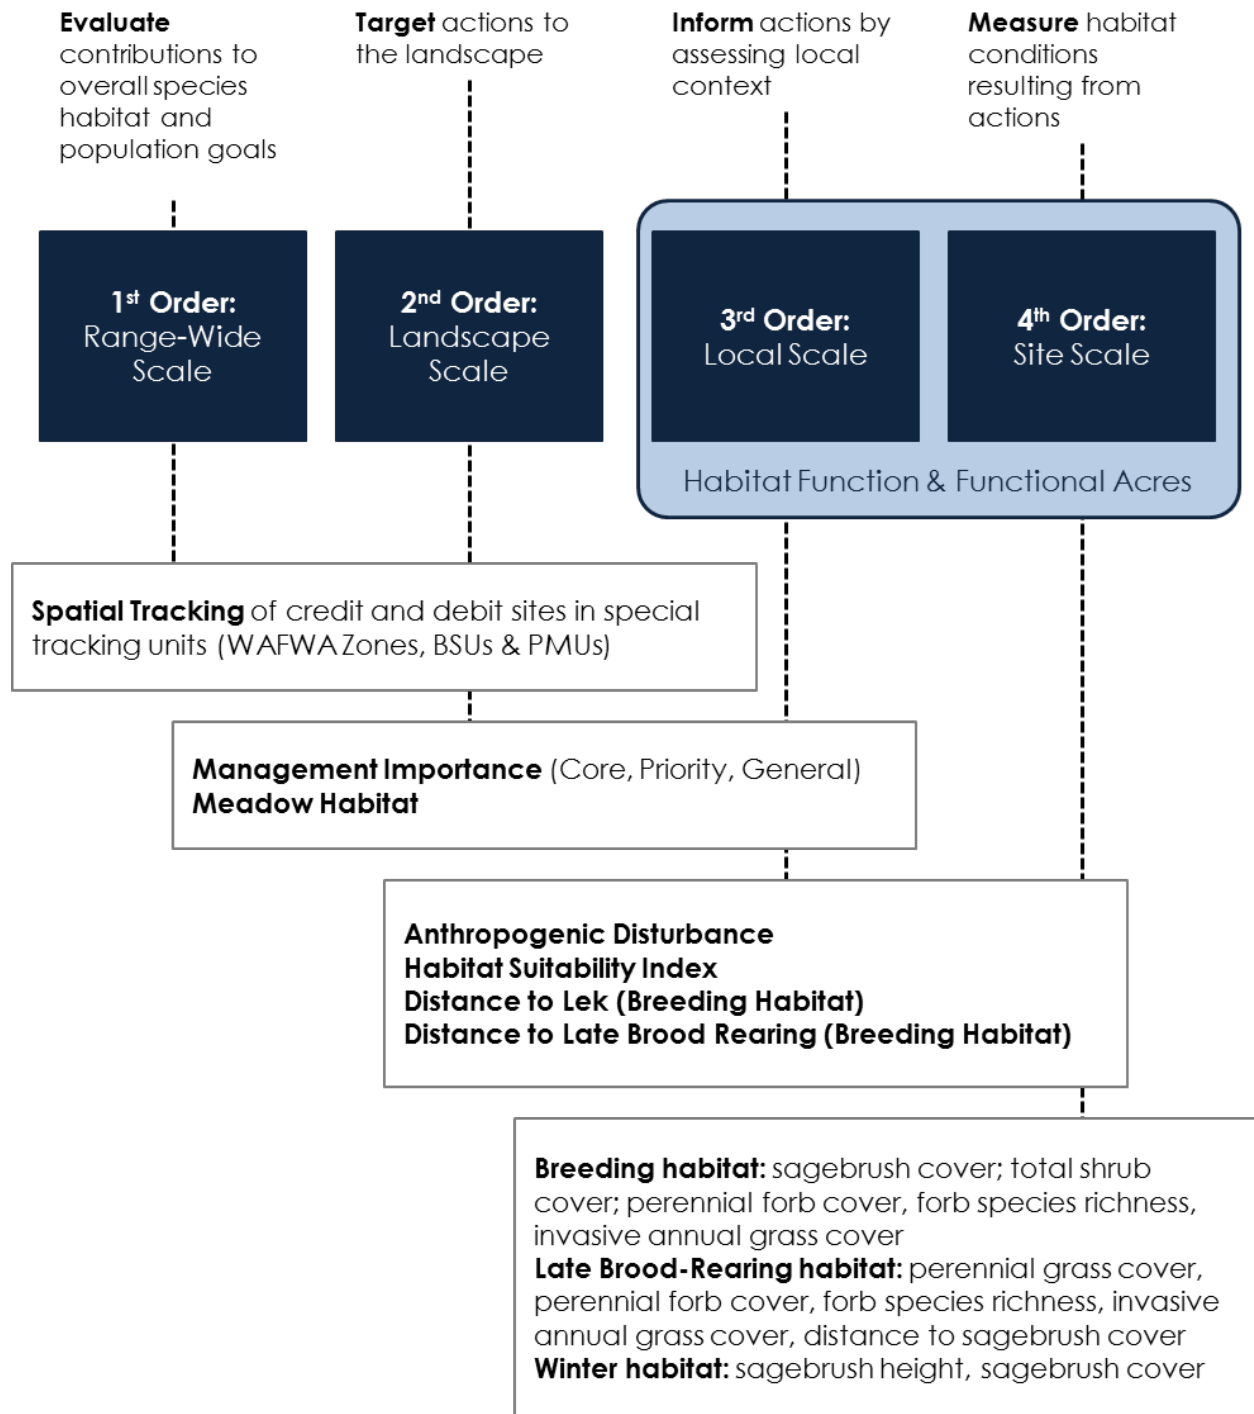 Evaluate
contributions to
overall species
habitat and
population goals
Target actions to
the landscape
Inform actions by
assessing local
context
Measure habitat
conditions
resulting from
actions
1st Order:
Range-Wide
Scale
2nd Order:
Landscape
Scale
3rd Order:
Local Scale
4th Order:
Site Scale
Habitat Function & Functional Acres
Spatial Tracking of credit and debit sites in special
tracking units (WAFWA Zones, BSUs & PMUs)
Management Importance (Core, Priority, General)
Meadow Habitat
Anthropogenic Disturbance
Habitat Suitability Index
Distance to Lek (Breeding Habitat)
Distance to Late Brood Rearing (Breeding Habitat)
Breeding habitat: sagebrush cover; total shrub
cover; perennial forb cover, forb species richness,
invasive annual grass cover
Late Brood-Rearing habitat: perennial grass cover,
perennial forb cover, forb species richness, invasive
annual grass cover, distance to sagebrush cover
Winter habitat: sagebrush height, sagebrush cover